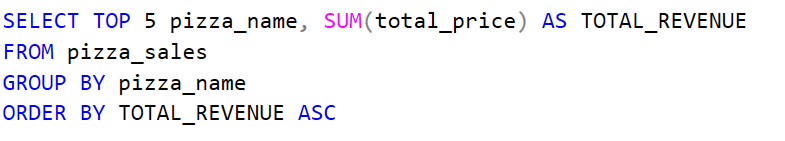 SELECT TOP 5 pizza_name, SUM(total_price) AS TOTAL_REVENUE
FROM pizza_sales
GROUP BY pizza_name
ORDER BY TOTAL_REVENUE ASC